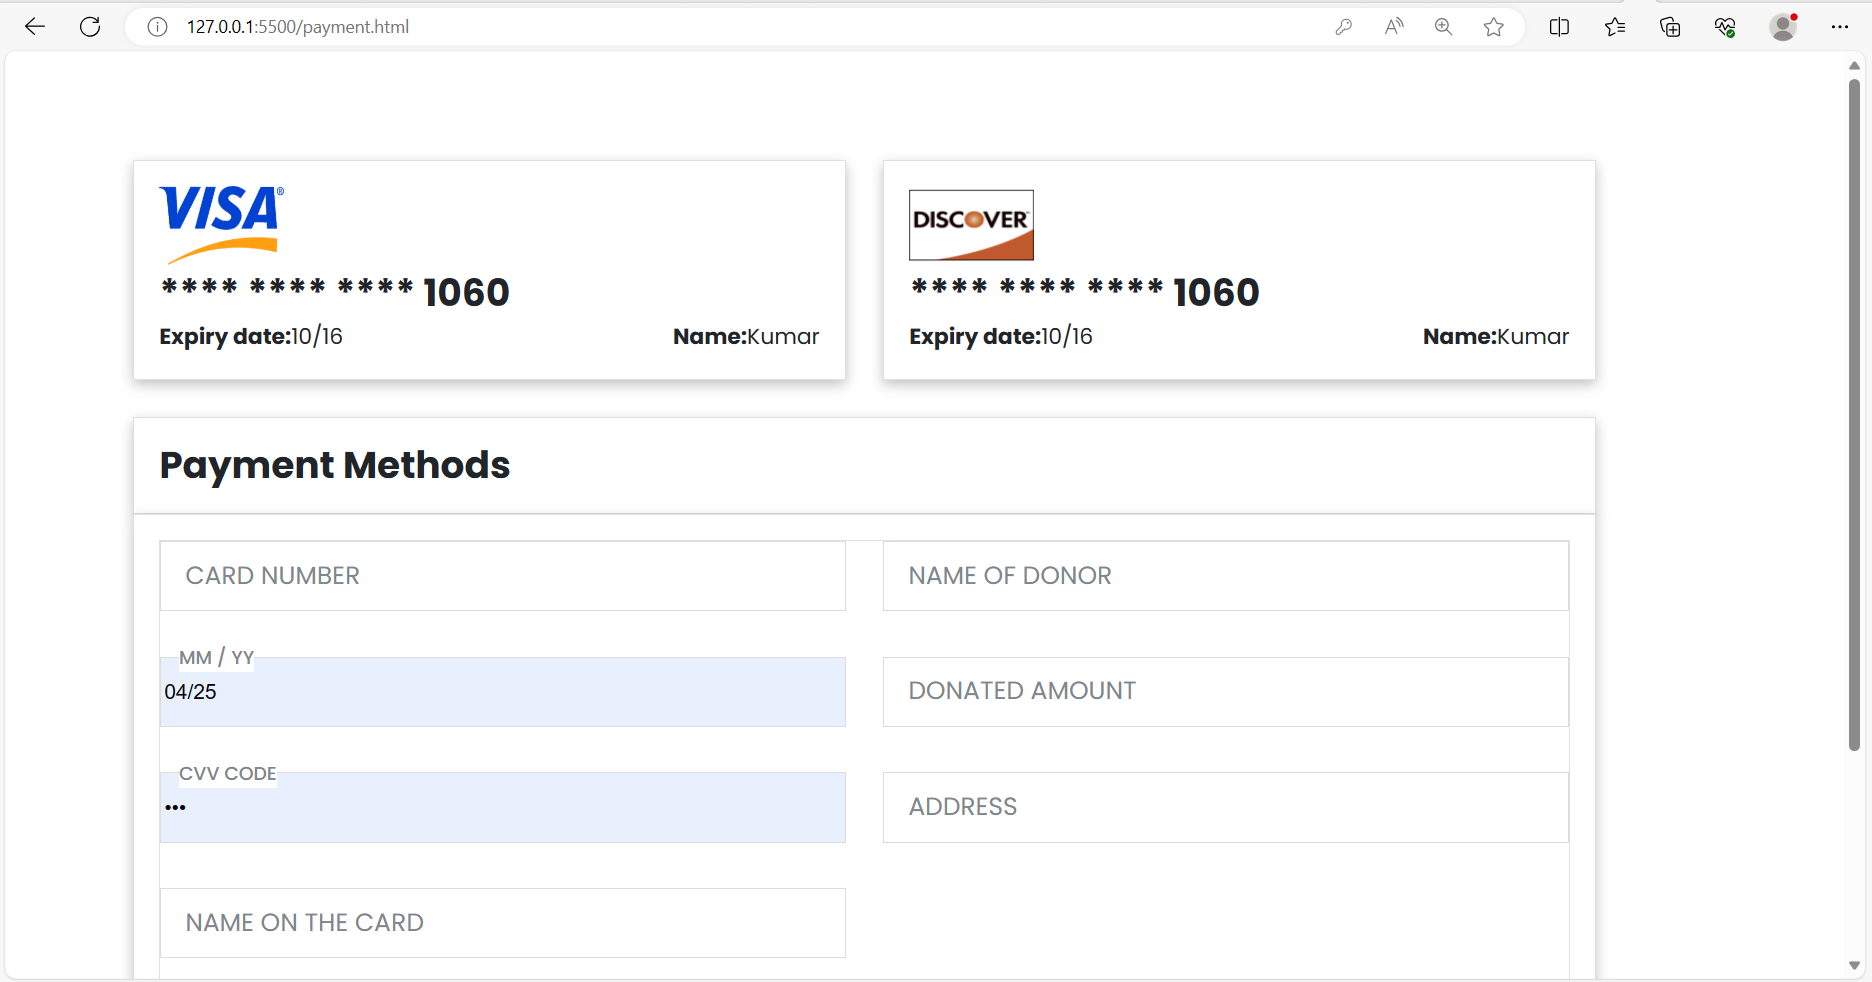 127.0.0.1:5500/payment.html
VISA®
**** **** **** 1060
Expiry date:10/16 Name:Kumar
DISCOVER
**** **** **** 1060
Expiry date:10/16 Name:Kumar
Payment Methods
CARD NUMBER
NAME OF DONOR
MM / YY
04/25
DONATED AMOUNT
CVV CODE
•••
ADDRESS
NAME ON THE CARD